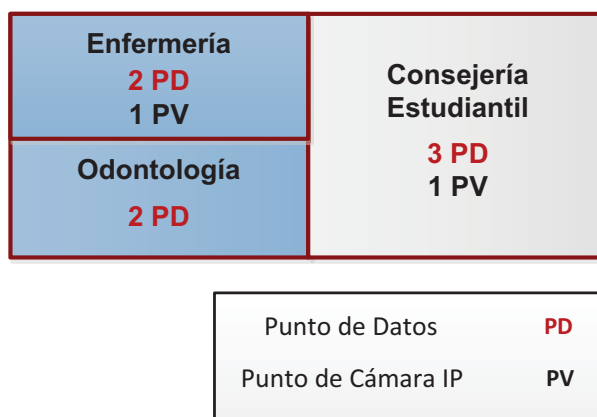 Enfermería
2 PD
1 PV
Odontología
2 PD
Consejería
Estudiantil
3 PD
1 PV
Punto de Datos PD
Punto de Cámara IP PV